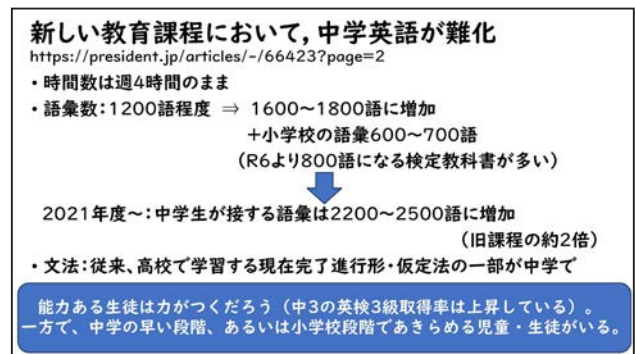 新しい教育課程において,中学英語が難化
https://president.jp/articles/-/66423?page=2
・時間数は週4時間のまま
・語彙数:1200語程度 ⇒ 1600～1800語に増加
+小学校の語彙600～700語
(R6より800語になる検定教科書が多い)
2021年度～:中学生が接する語彙は2200～2500語に増加
(旧課程の約2倍)
・文法:従来、高校で学習する現在完了進行形・仮定法の一部が中学で
能力ある生徒は力がつくだろう（中3の英検3級取得率は上昇している）。
一方で、中学の早い段階、あるいは小学校段階であきらめる児童・生徒がいる。